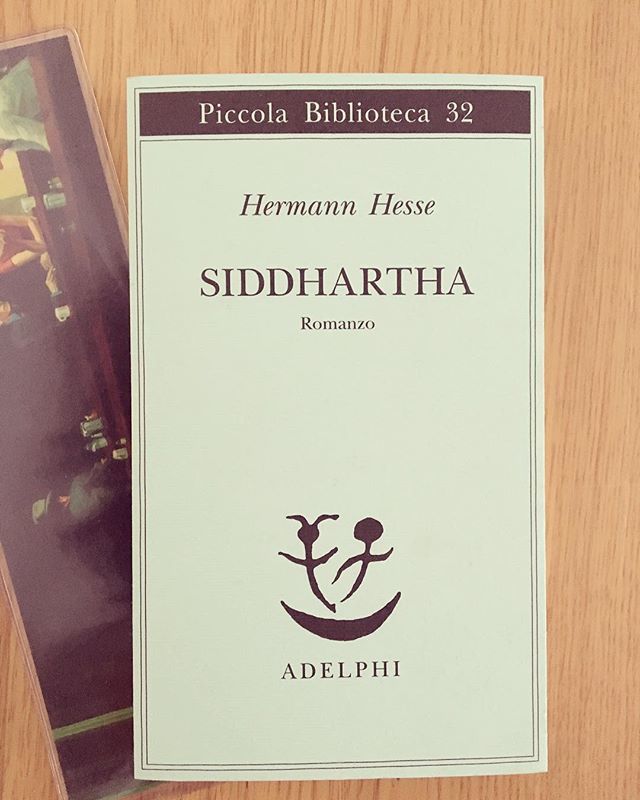 Piccola Biblioteca 32
Hermann Hesse
SIDDHARTHA
Romanzo
ADELPHI